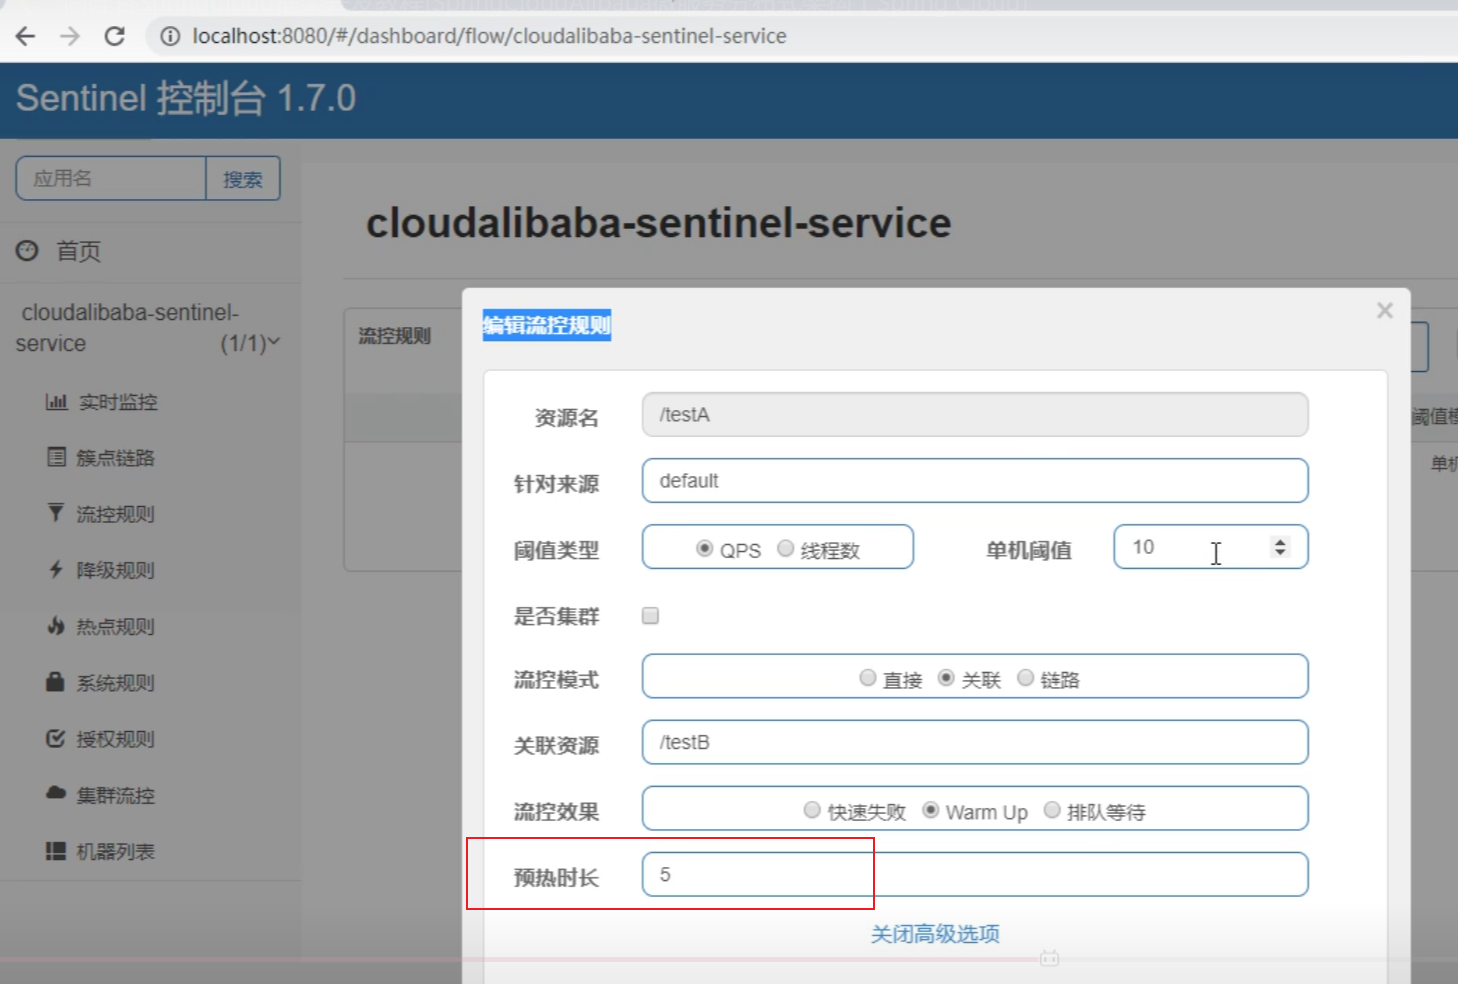 localhost:8080/#/dashboard/flow/cloudalibaba-sentinel-service
Sentinel 控制台 1.7.0
应用名 搜索
首页
cloudalibaba-sentinel-
service (1/1)
实时监控
簇点链路
流控规则
降级规则
热点规则
系统规则
授权规则
集群流控
机器列表
cloudalibaba-sentinel-service
流控规则
阈值模
单机
编辑流控规则 ×
资源名 /testA
针对来源 default
阈值类型 QPS 线程数 单机阈值 10
是否集群
流控模式 直接 关联 链路
关联资源 /testB
流控效果 快速失败 Warm Up 排队等待
预热时长 5
关闭高级选项